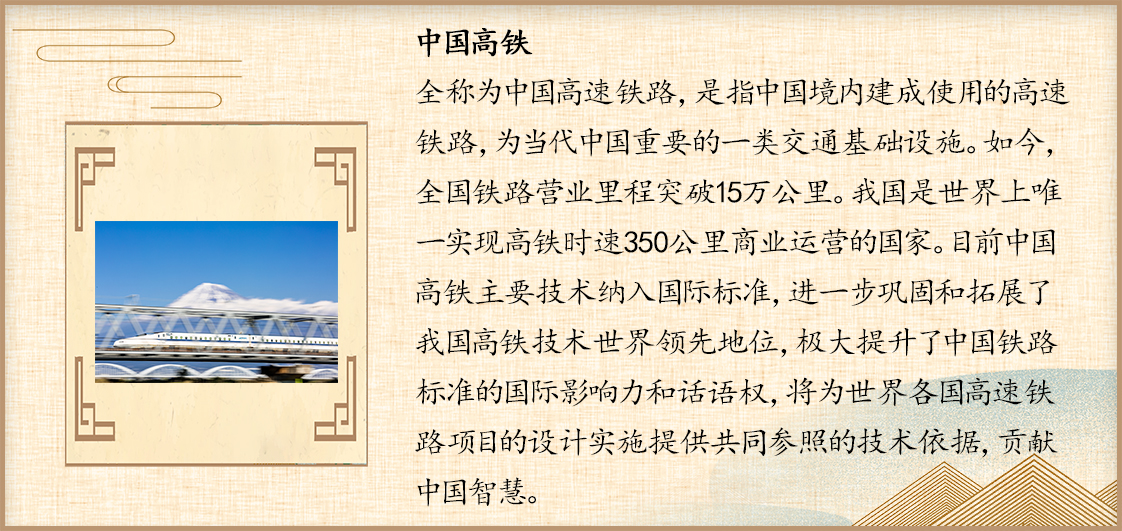 中国高铁
全称为中国高速铁路，是指中国境内建成使用的高速
铁路，为当代中国重要的一类交通基础设施。如今，
全国铁路营业里程突破15万公里。我国是世界上唯
一实现高铁时速350公里商业运营的国家。目前中国
高铁主要技术纳入国际标准，进一步巩固和拓展了
我国高铁技术世界领先地位，极大提升了中国铁路
标准的国际影响力和话语权，将为世界各国高速铁
路项目的设计实施提供共同参照的技术依据，贡献
中国智慧。